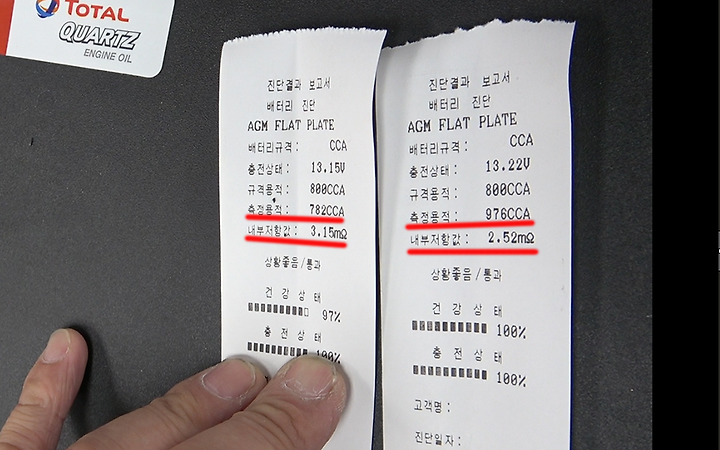 TOTAL
QUARTZ
ENGINE OIL
진단결과 보고서
배터리 진단
AGM FLAT PLATE
배터리규격: CCA
충전상태: 13.15V
규격용적: 800CCA
측정용적: 782CCA
내부저항값: 3.15mΩ
상황좋음/통과
건 강 상 태
97%
충 전 상 태
100%
진단결과 보고서
배터리 진단
AGM FLAT PLATE
배터리규격: CCA
충전상태: 13.22V
규격용적: 800CCA
측정용적: 976CCA
내부저항값: 2.52mΩ
상황좋음/통과
건 강 상 태
100%
충 전 상 태
100%
고객명:
진단일자: